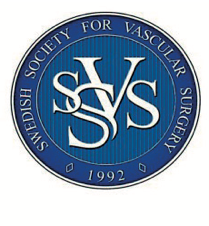 SWEDISH SOCIETY FOR VASCULAR SURGERY
SSVS
1992